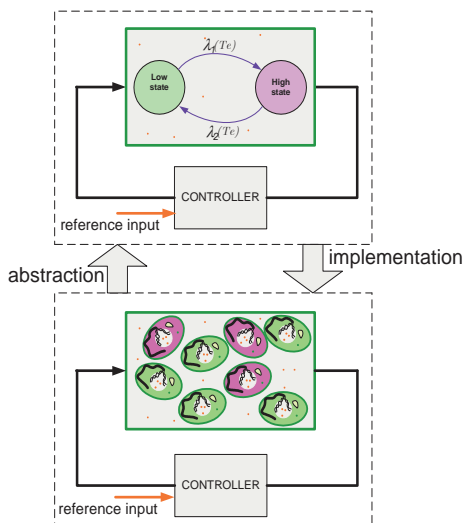 λ₁(Te)
Low
state
High
state
λ₂(Te)
CONTROLLER
reference input
abstraction
implementation
CONTROLLER
reference input